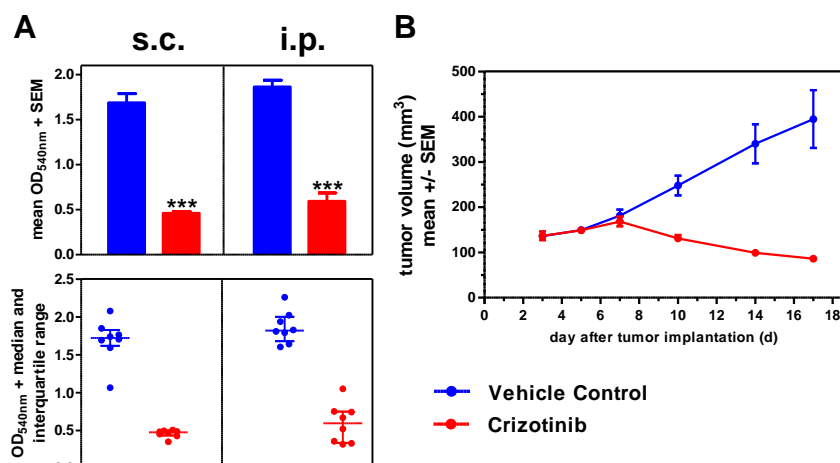 A
s.c.
i.p.
mean OD540nm + SEM
2.0
1.5
1.0
0.5
0.0
***
***
OD540nm + median and
interquartile range
2.5
2.0
1.5
1.0
0.5
B
tumor volume (mm³)
mean +/- SEM
500
400
300
200
100
0
0 2 4 6 8 10 12 14 16 18
day after tumor implantation (d)
Vehicle Control
Crizotinib